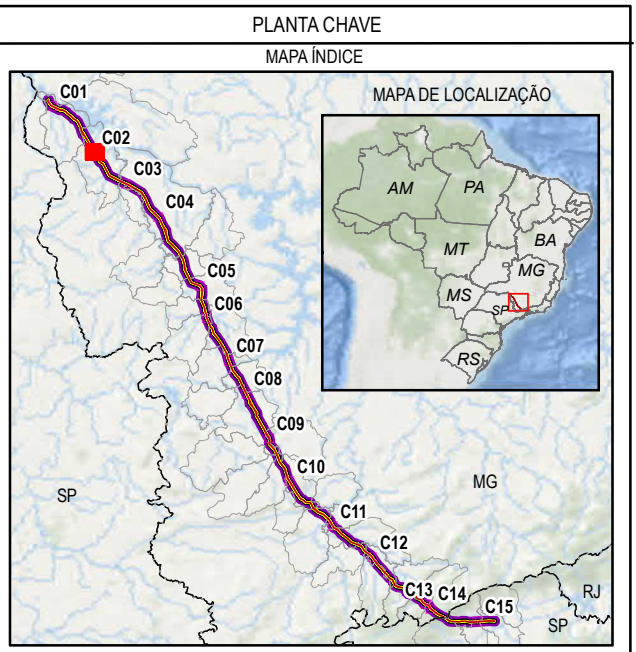 PLANTA CHAVE
MAPA ÍNDICE
C01
MAPA DE LOCALIZAÇÃO
C02
C03
C04
AM
PA
BA
MT
MG
MS
SP
RS
C05
C06
C07
C08
C09
C10
SP
MG
C11
C12
C13
C14
C15
RJ
SP